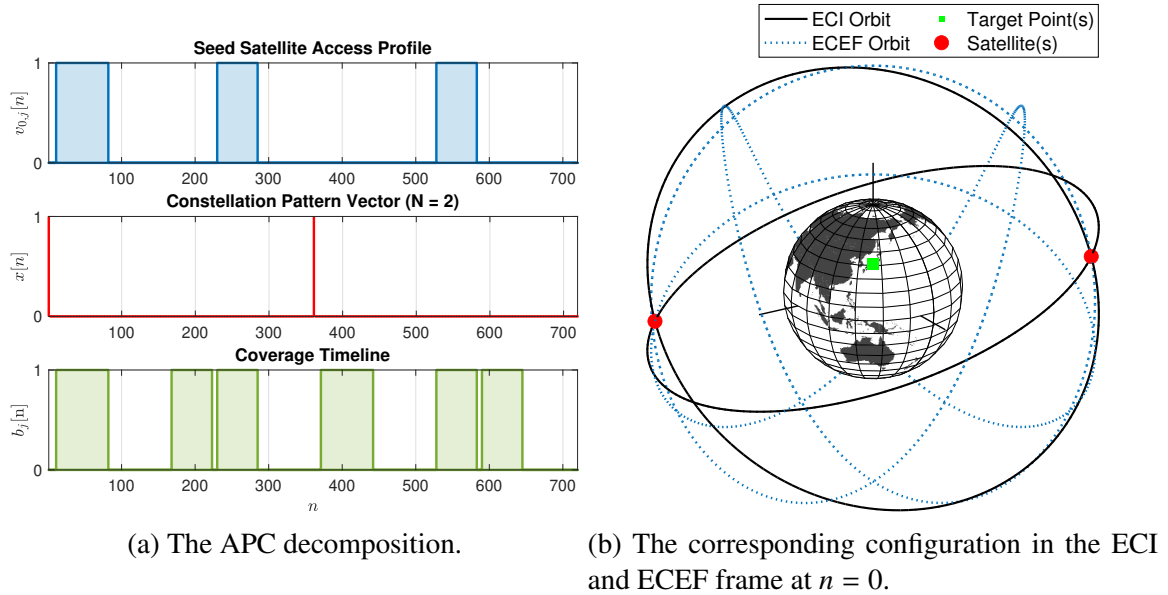 Seed Satellite Access Profile
1
v_{0,j}[n]
0
100 200 300 400 500 600 700
Constellation Pattern Vector (N = 2)
1
x[n]
0
100 200 300 400 500 600 700
Coverage Timeline
1
b_j[n]
0
100 200 300 400 500 600 700
n
(a) The APC decomposition.
ECI Orbit
ECEF Orbit
Target Point(s)
Satellite(s)
(b) The corresponding configuration in the ECI
and ECEF frame at n = 0.